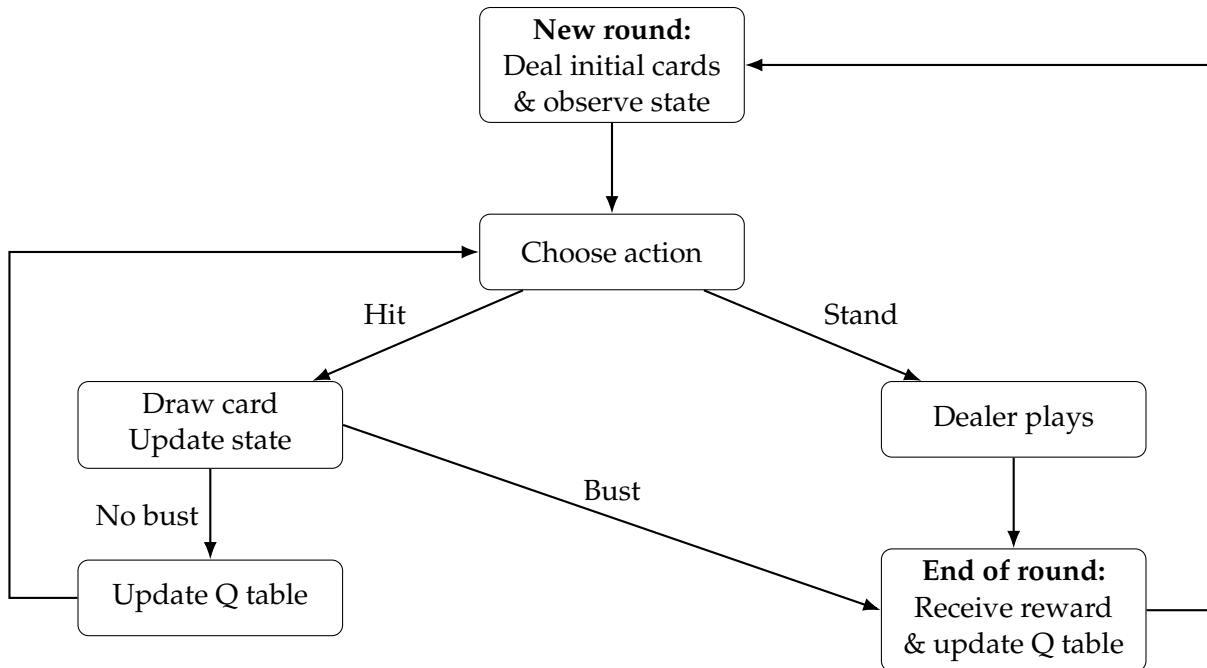 New round:
Deal initial cards
& observe state
Choose action
Hit
Stand
Draw card
Update state
Dealer plays
No bust
Bust
Update Q table
End of round:
Receive reward
& update Q table